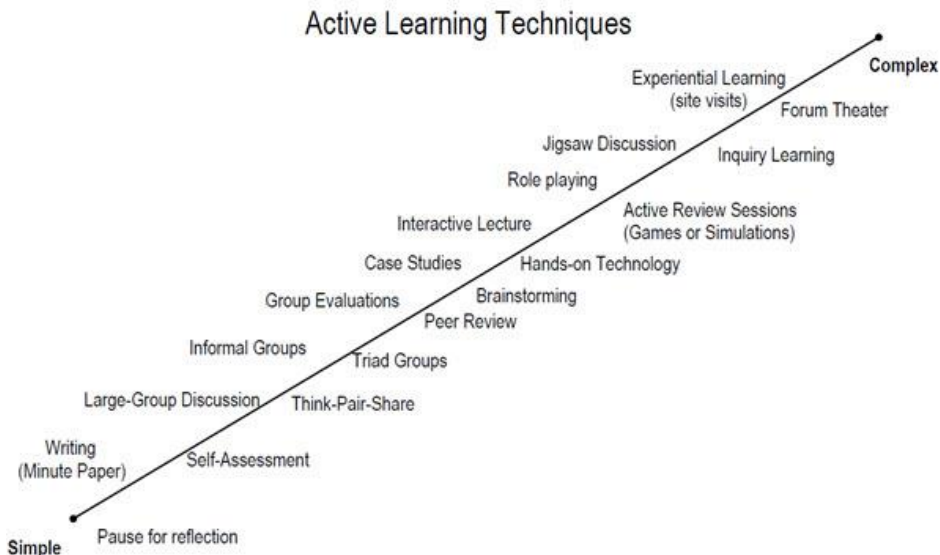 Active Learning Techniques
Complex
Experiential Learning
(site visits)
Forum Theater
Jigsaw Discussion
Inquiry Learning
Role playing
Active Review Sessions
(Games or Simulations)
Interactive Lecture
Case Studies
Hands-on Technology
Group Evaluations
Brainstorming
Peer Review
Informal Groups
Triad Groups
Large-Group Discussion
Think-Pair-Share
Writing
(Minute Paper)
Self-Assessment
Pause for reflection
Simple